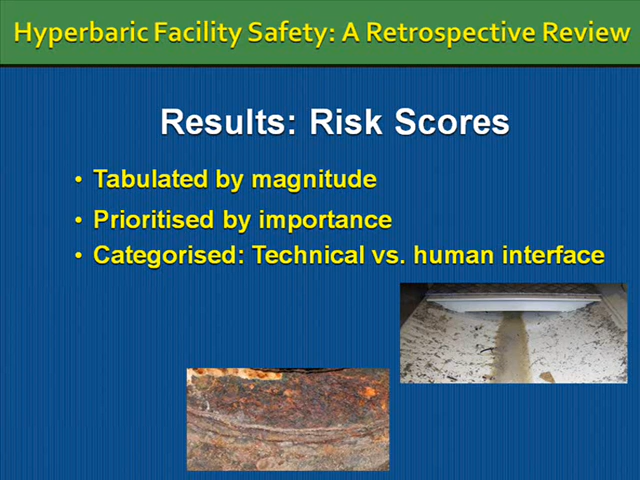 Hyperbaric Facility Safety: A Retrospective Review
Results: Risk Scores
• Tabulated by magnitude
• Prioritised by importance
• Categorised: Technical vs. human interface